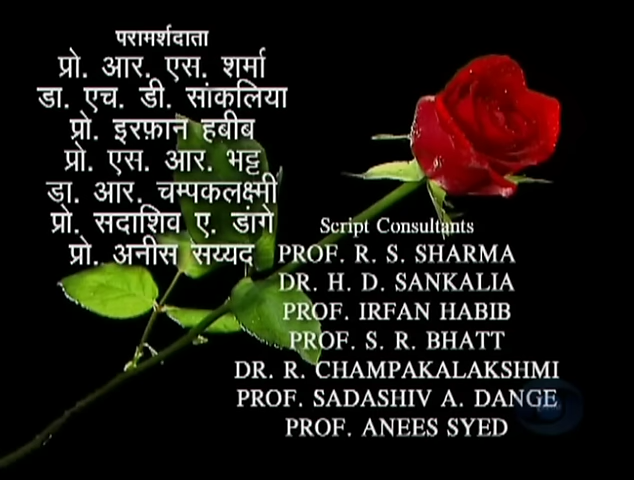 परामर्शदाता
प्रो. आर. एस. शर्मा
डा. एच. डी. सांकलिया
प्रो. इरफ़ान हबीब
प्रो. एस. आर. भट्ट
डा. आर. चम्पकलक्ष्मी
प्रो. सदाशिव ए. डांगे
प्रो. अनीस सय्यद
Script Consultants
PROF. R. S. SHARMA
DR. H. D. SANKALIA
PROF. IRFAN HABIB
PROF. S. R. BHATT
DR. R. CHAMPAKALAKSHMI
PROF. SADASHIV A. DANGE
PROF. ANEES SYED